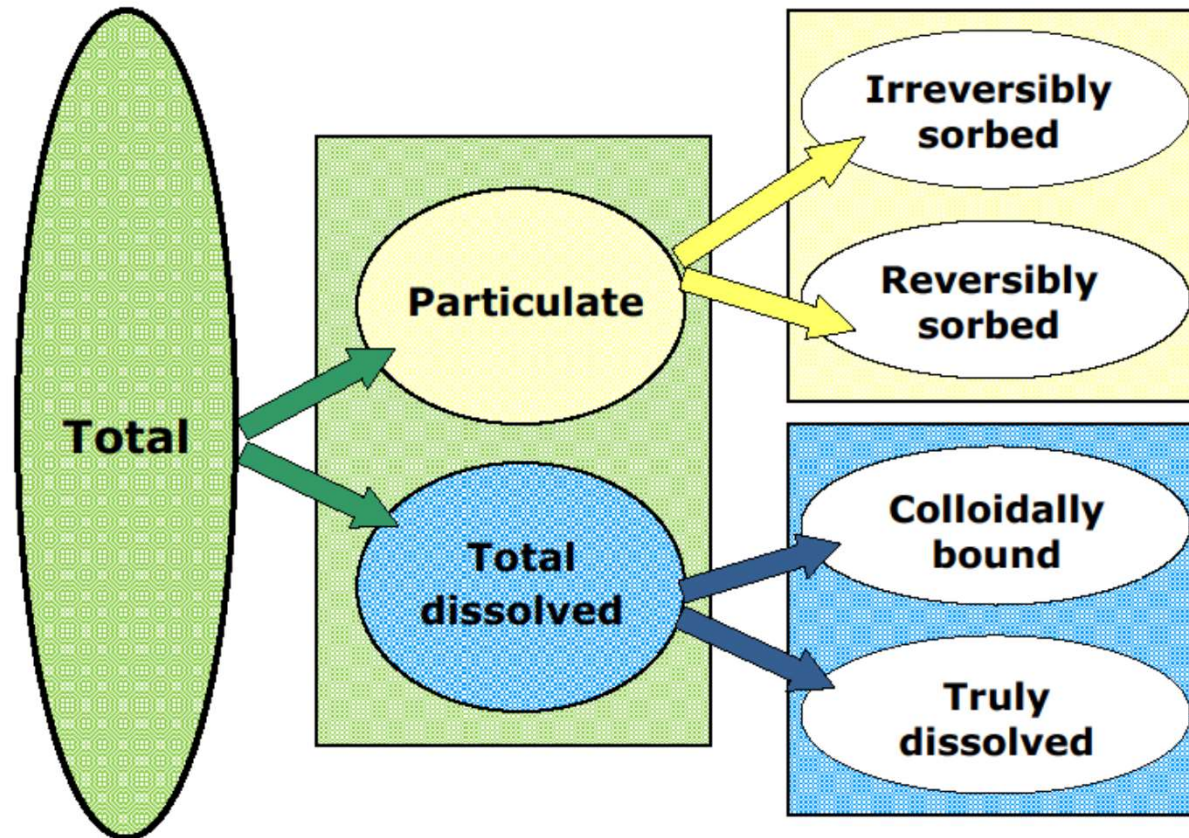 Total
Particulate
Total
dissolved
Irreversibly
sorbed
Reversibly
sorbed
Colloidally
bound
Truly
dissolved